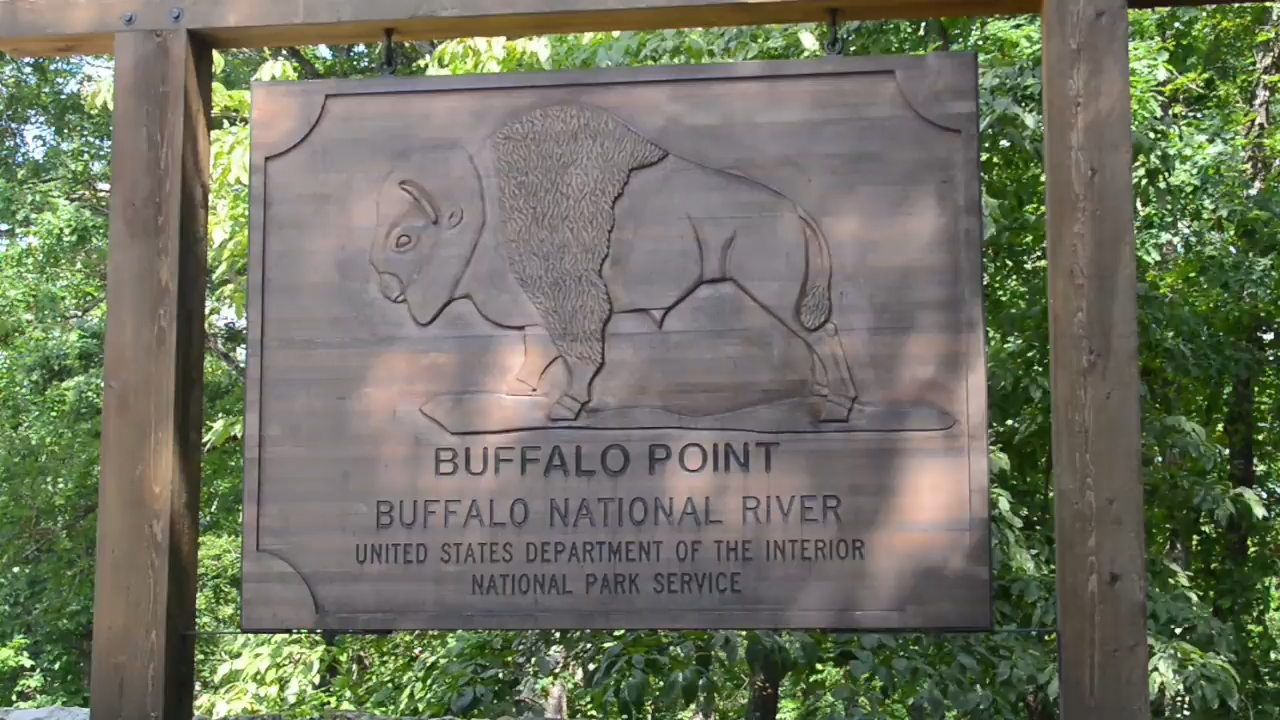 BUFFALO POINT
BUFFALO NATIONAL RIVER
UNITED STATES DEPARTMENT OF THE INTERIOR
NATIONAL PARK SERVICE